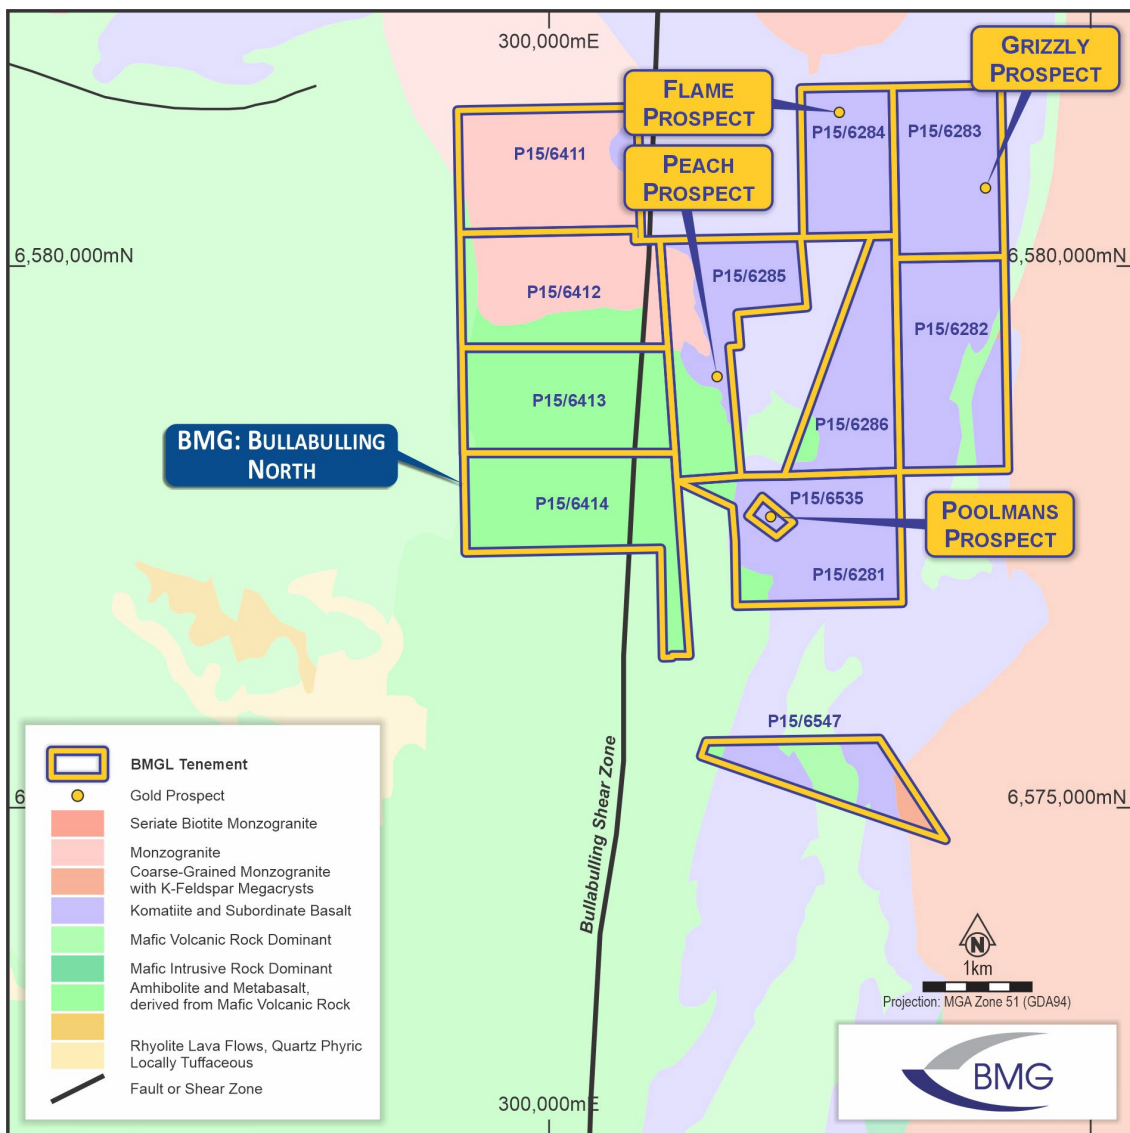 300,000mE
GRIZZLY
PROSPECT
FLAME
PROSPECT
P15/6284
P15/6283
P15/6411
PEACH
PROSPECT
6,580,000mN
6,580,000mN
P15/6285
P15/6412
P15/6282
P15/6413
P15/6286
BMG: BULLABULLING
NORTH
P15/6414
P15/6535
POOLMANS
PROSPECT
P15/6281
P15/6547
Bullabulling Shear Zone
6
6,575,000mN
BMGL Tenement
Gold Prospect
Seriate Biotite Monzogranite
Monzogranite
Coarse-Grained Monzogranite
with K-Feldspar Megacrysts
Komatiite and Subordinate Basalt
Mafic Volcanic Rock Dominant
Mafic Intrusive Rock Dominant
Amhibolite and Metabasalt,
derived from Mafic Volcanic Rock
Rhyolite Lava Flows, Quartz Phyric
Locally Tuffaceous
Fault or Shear Zone
N
1km
Projection: MGA Zone 51 (GDA94)
BMG
300,000mE